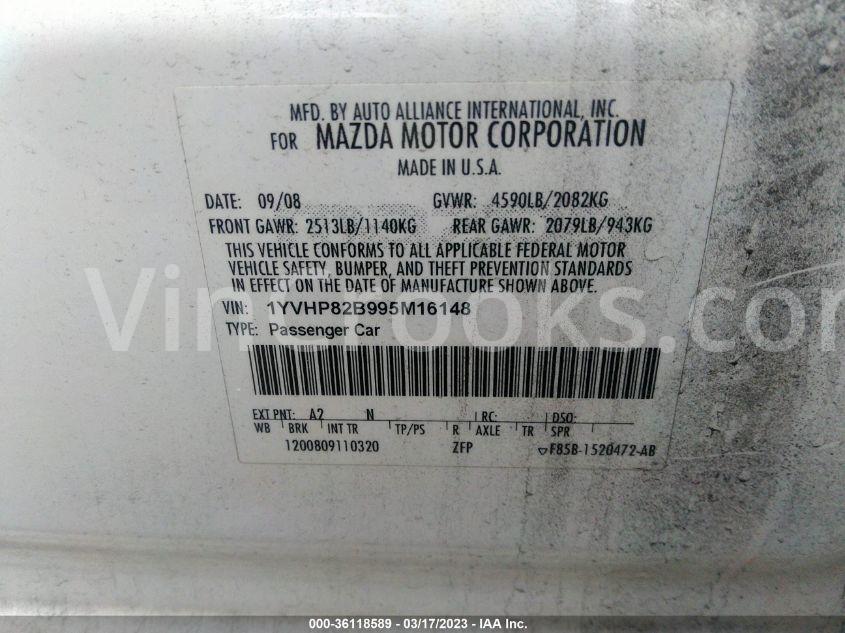 MFD. BY AUTO ALLIANCE INTERNATIONAL, INC.
FOR MAZDA MOTOR CORPORATION
MADE IN U.S.A.
DATE: 09/08 GVWR: 4590LB/2082KG
FRONT GAWR: 2513LB/1140KG REAR GAWR: 2079LB/943KG
THIS VEHICLE CONFORMS TO ALL APPLICABLE FEDERAL MOTOR
VEHICLE SAFETY, BUMPER, AND THEFT PREVENTION STANDARDS
IN EFFECT ON THE DATE OF MANUFACTURE SHOWN ABOVE.
VIN: 1YVHP82B995M16148
TYPE: Passenger Car
EXT PNT: A2 N RC: DSO:
WB BRK INT TR TP/PS R AXLE TR SPR
1200809110320 ZFP F85B-1520472-AB
000-36118589 - 03/17/2023 - IAA Inc.